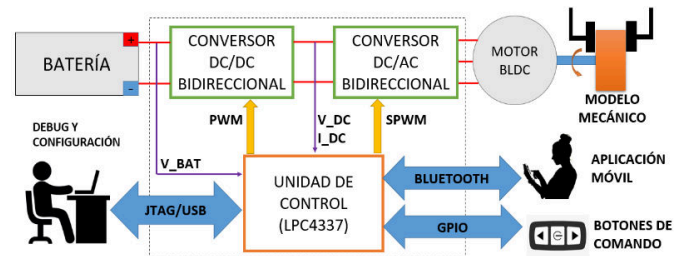 BATERÍA
+
−
CONVERSOR
DC/DC
BIDIRECCIONAL
CONVERSOR
DC/AC
BIDIRECCIONAL
MOTOR
BLDC
MODELO
MECÁNICO
PWM
V_DC
I_DC
SPWM
DEBUG Y
CONFIGURACIÓN
V_BAT
JTAG/USB
UNIDAD DE
CONTROL
(LPC4337)
BLUETOOTH
APLICACIÓN
MÓVIL
GPIO
BOTONES DE
COMANDO